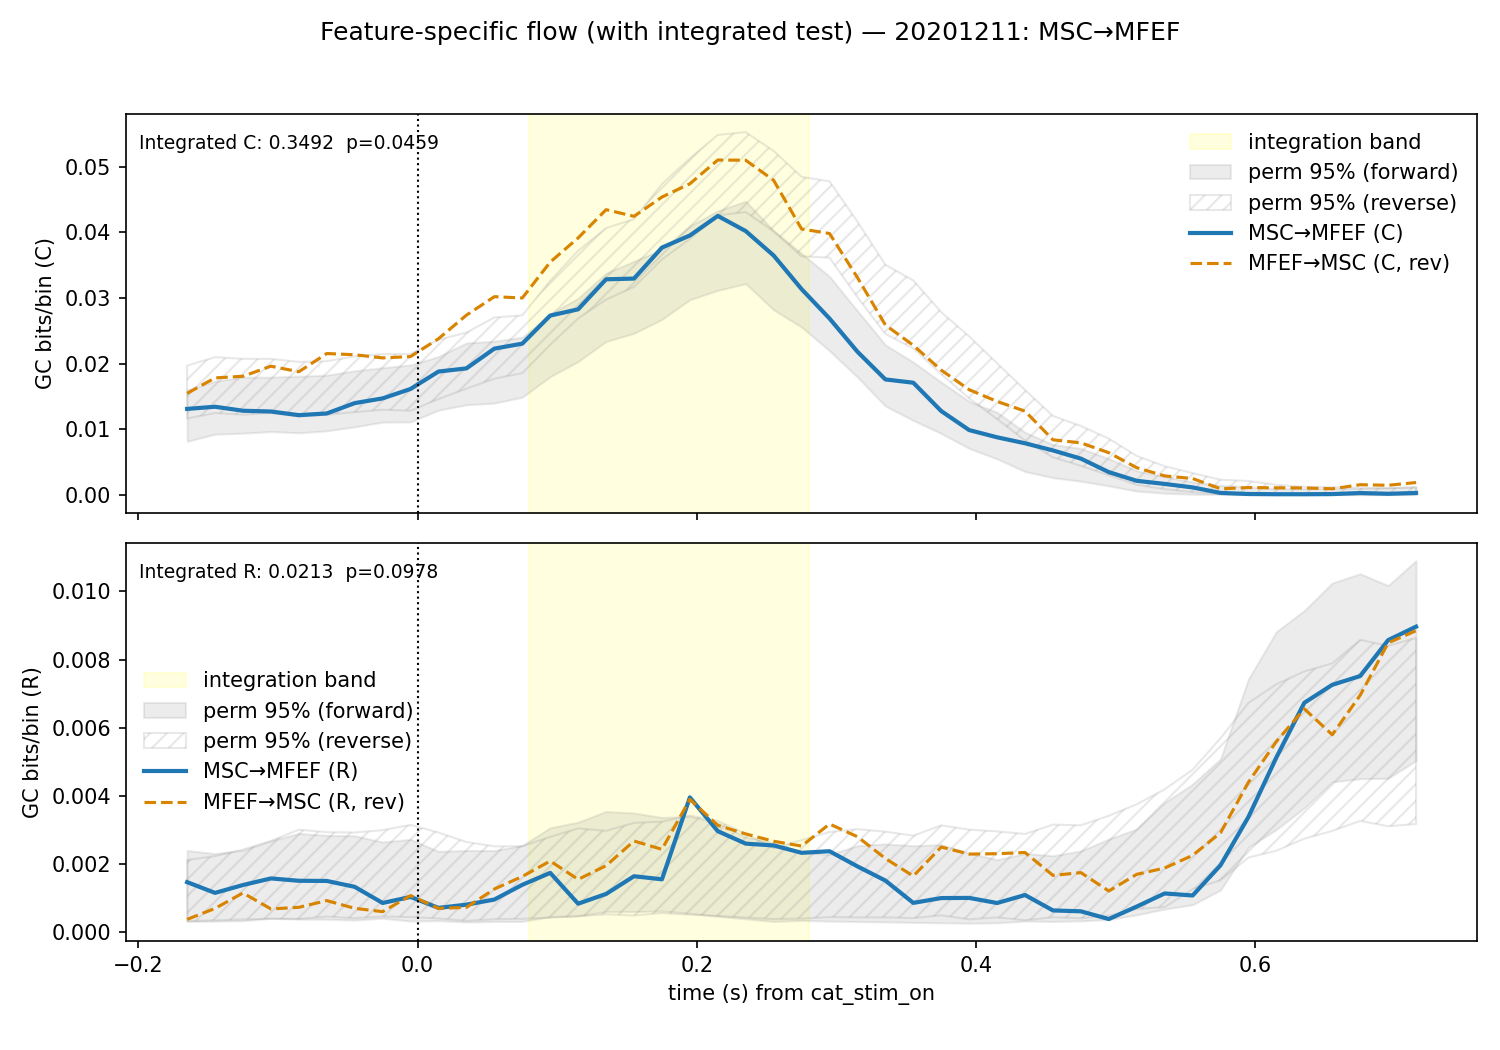 Feature-specific flow (with integrated test) — 20201211: MSC→MFEF
Integrated C: 0.3492  p=0.0459
integration band
perm 95% (forward)
perm 95% (reverse)
MSC→MFEF (C)
MFEF→MSC (C, rev)
GC bits/bin (C)
0.05
0.04
0.03
0.02
0.01
0.00
Integrated R: 0.0213  p=0.0978
integration band
perm 95% (forward)
perm 95% (reverse)
MSC→MFEF (R)
MFEF→MSC (R, rev)
GC bits/bin (R)
0.010
0.008
0.006
0.004
0.002
0.000
−0.2 0.0 0.2 0.4 0.6
time (s) from cat_stim_on